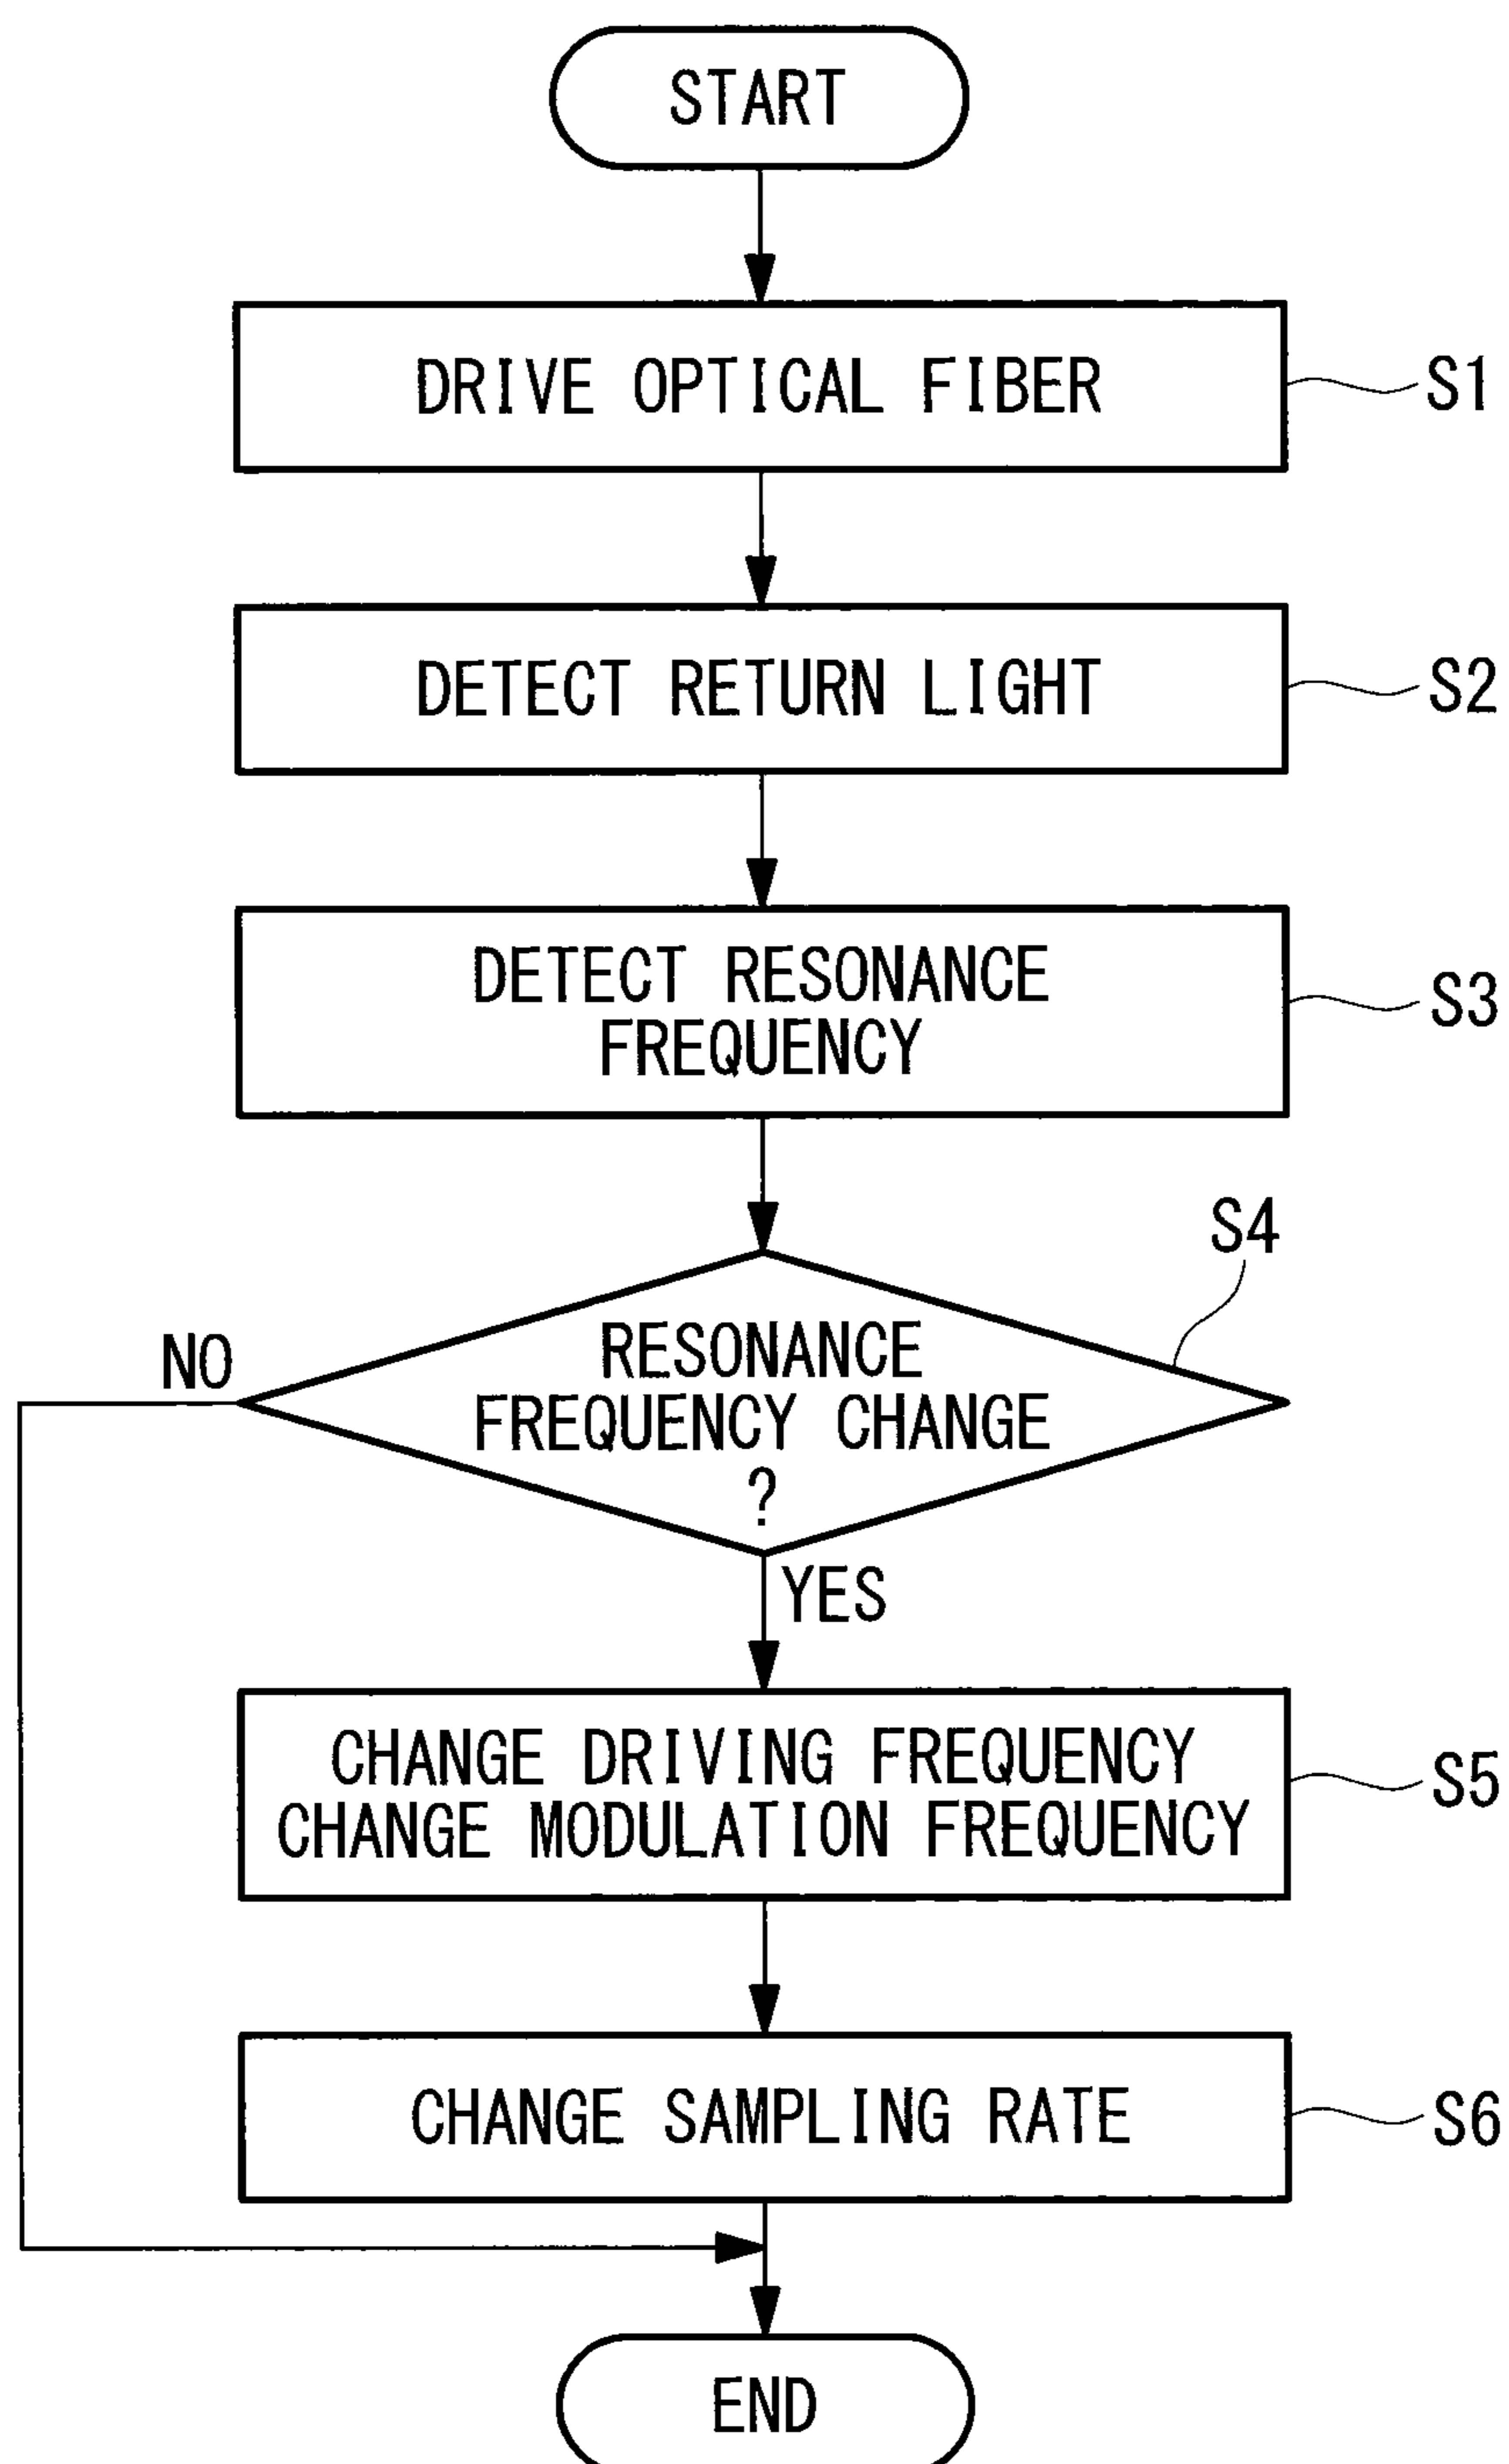 START
DRIVE OPTICAL FIBER
S1
DETECT RETURN LIGHT
S2
DETECT RESONANCE
FREQUENCY
S3
S4
NO
RESONANCE
FREQUENCY CHANGE
?
YES
CHANGE DRIVING FREQUENCY
CHANGE MODULATION FREQUENCY
S5
CHANGE SAMPLING RATE
S6
END